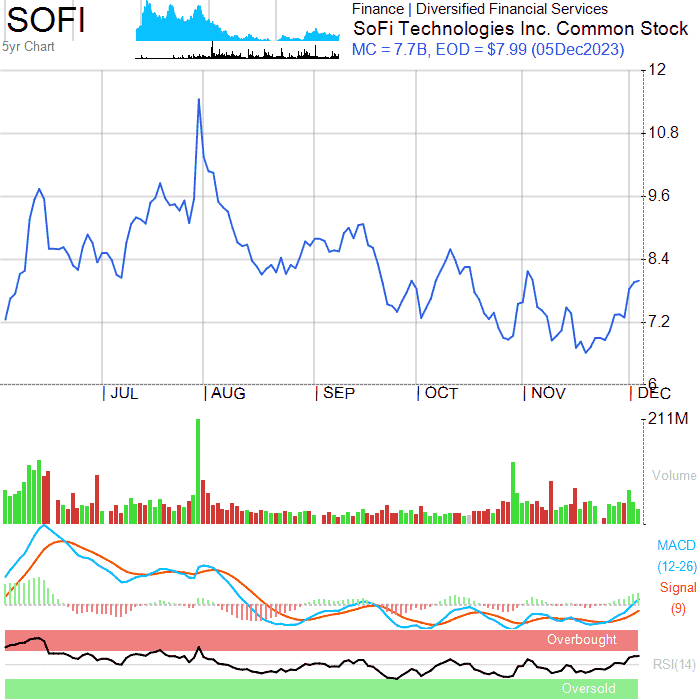 SOFI
5yr Chart
Finance | Diversified Financial Services
SoFi Technologies Inc. Common Stock
MC = 7.7B, EOD = $7.99 (05Dec2023)
12
10.8
9.6
8.4
7.2
6
JUL AUG SEP OCT NOV DEC
211M
Volume
MACD
(12-26)
Signal
(9)
Overbought
RSI(14)
Oversold